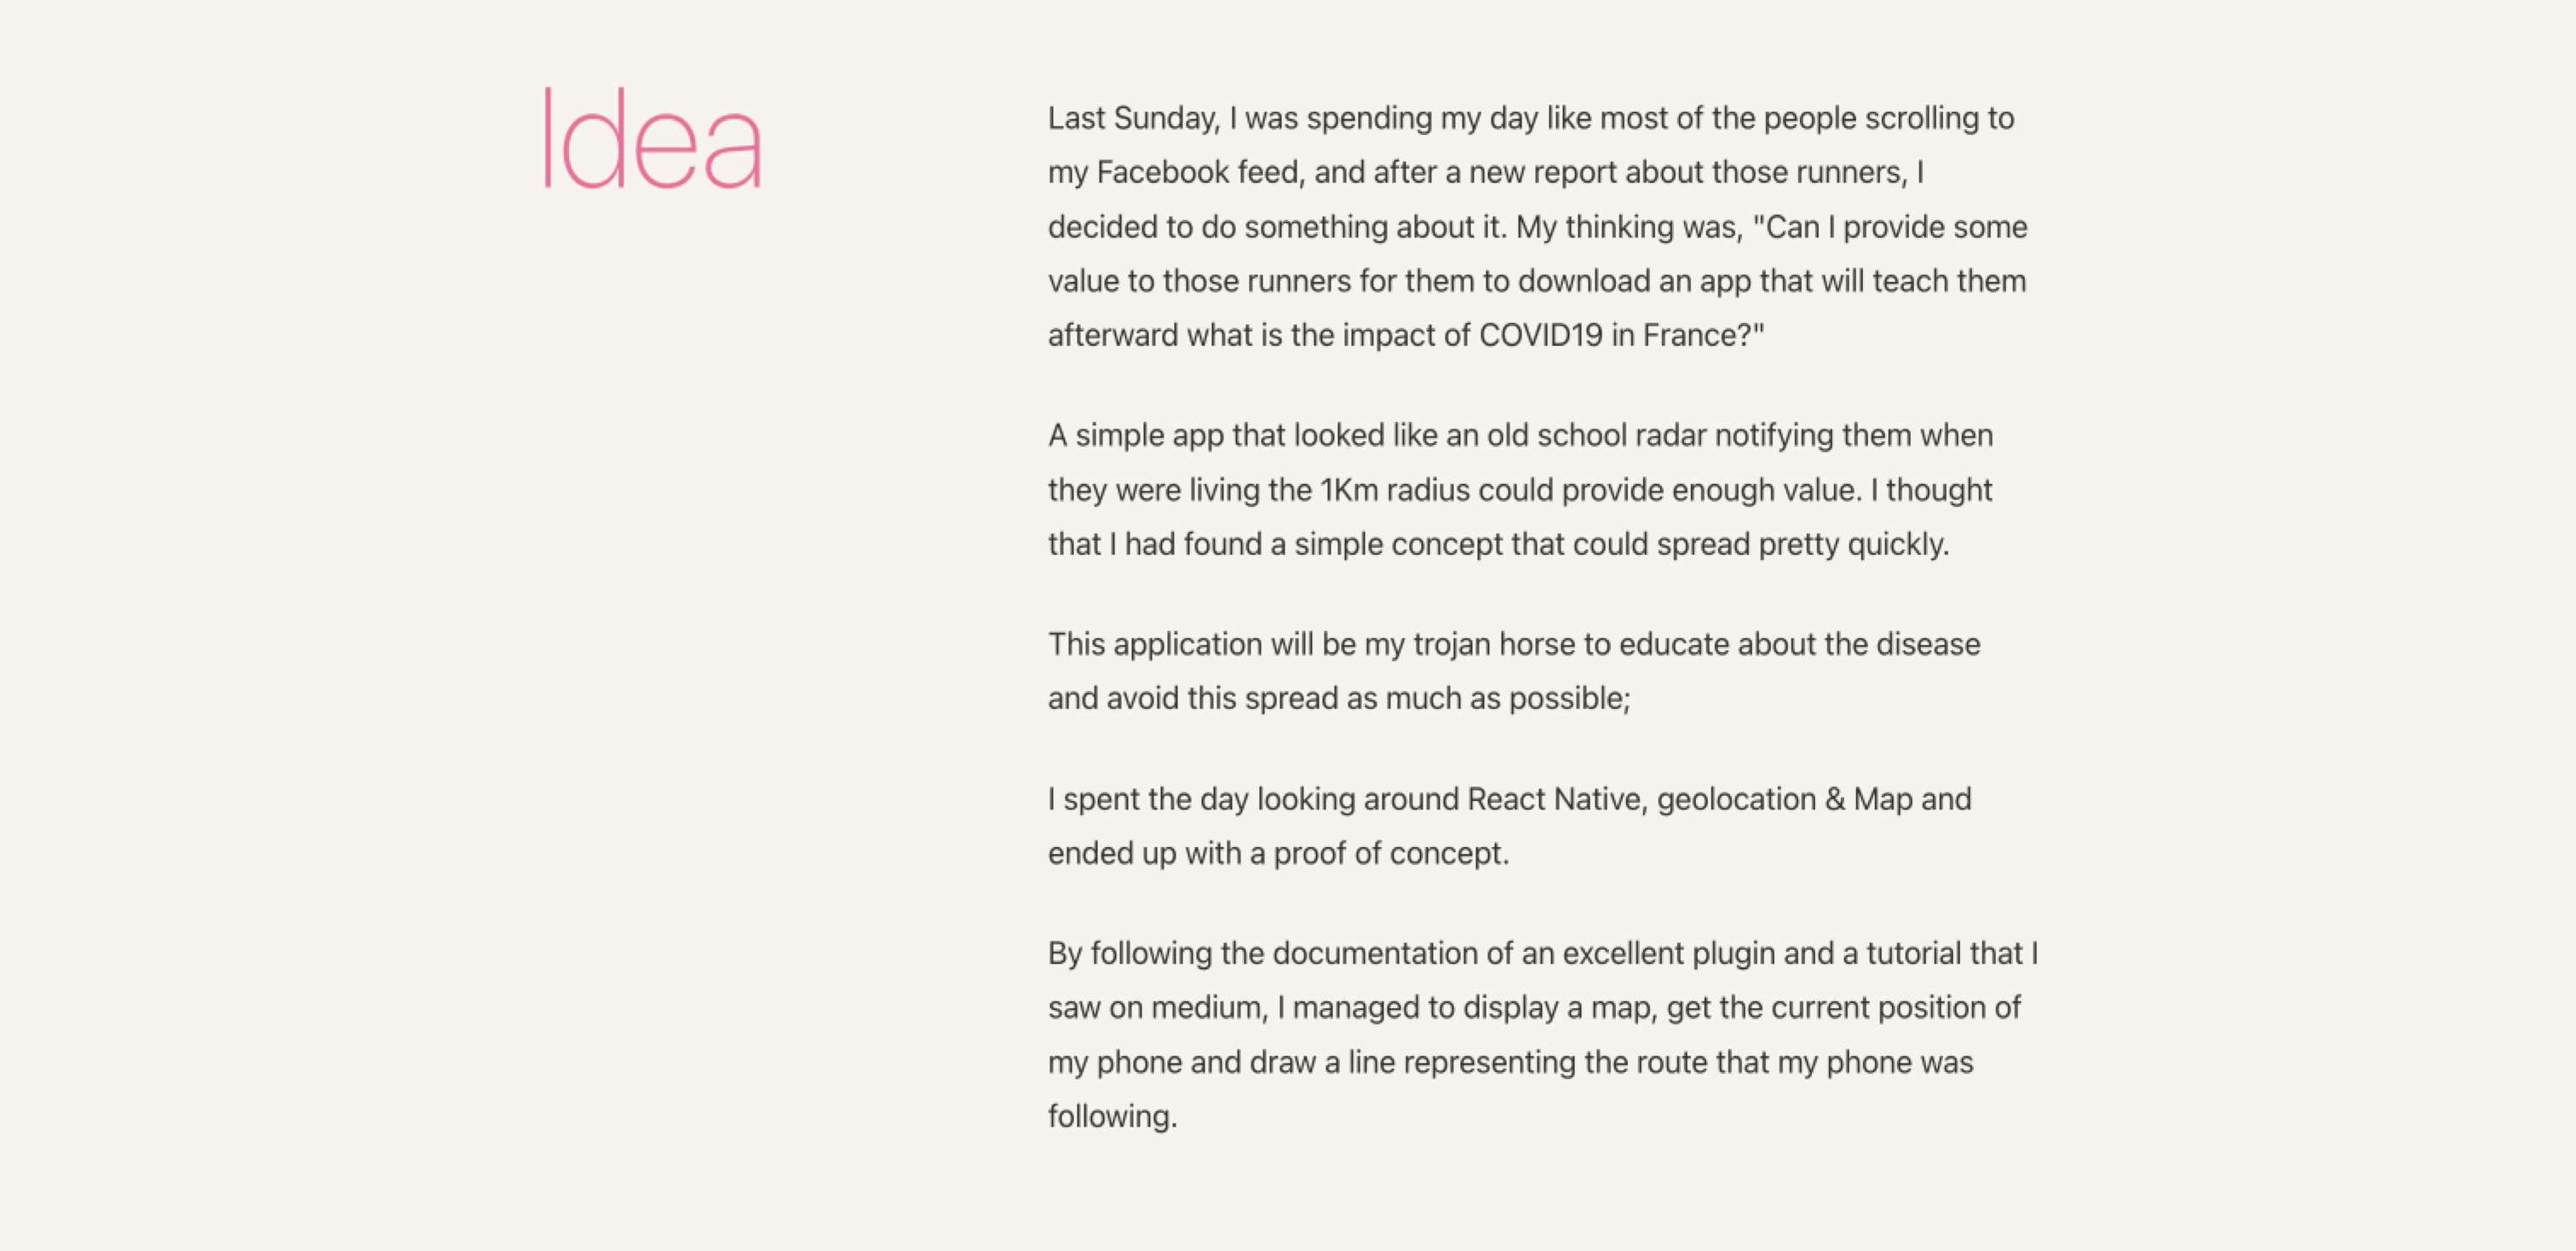 Idea
Last Sunday, I was spending my day like most of the people scrolling to
my Facebook feed, and after a new report about those runners, I
decided to do something about it. My thinking was, "Can I provide some
value to those runners for them to download an app that will teach them
afterward what is the impact of COVID19 in France?"
A simple app that looked like an old school radar notifying them when
they were living the 1Km radius could provide enough value. I thought
that I had found a simple concept that could spread pretty quickly.
This application will be my trojan horse to educate about the disease
and avoid this spread as much as possible;
I spent the day looking around React Native, geolocation & Map and
ended up with a proof of concept.
By following the documentation of an excellent plugin and a tutorial that I
saw on medium, I managed to display a map, get the current position of
my phone and draw a line representing the route that my phone was
following.